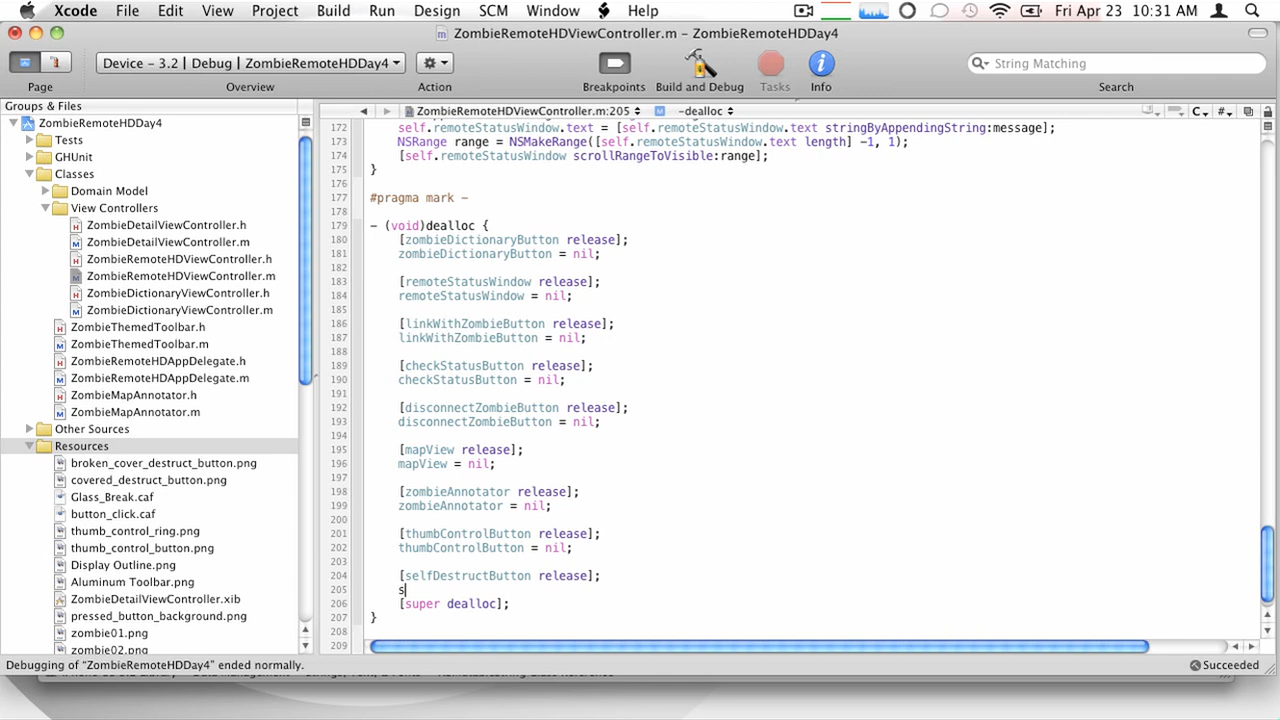 Xcode File Edit View Project Build Run Design SCM Window Help Fri Apr 23 10:31 AM
ZombieRemoteHDViewController.m – ZombieRemoteHDDay4
Device - 3.2 | Debug | ZombieRemoteHDDay4
String Matching
Page Overview Action Breakpoints Build and Debug Tasks Info Search
Groups & Files
ZombieRemoteHDDay4
Tests
GHUnit
Classes
Domain Model
View Controllers
ZombieDetailViewController.h
ZombieDetailViewController.m
ZombieRemoteHDViewController.h
ZombieRemoteHDViewController.m
ZombieDictionaryViewController.h
ZombieDictionaryViewController.m
ZombieThemedToolbar.h
ZombieThemedToolbar.m
ZombieRemoteHDAppDelegate.h
ZombieRemoteHDAppDelegate.m
ZombieMapAnnotator.h
ZombieMapAnnotator.m
Other Sources
Resources
broken_cover_destruct_button.png
covered_destruct_button.png
Glass_Break.caf
button_click.caf
thumb_control_ring.png
thumb_control_button.png
Display Outline.png
Aluminum Toolbar.png
ZombieDetailViewController.xib
pressed_button_background.png
zombie01.png
zombie02.png
ZombieRemoteHDViewController.m:205 M -dealloc C #
172 self.remoteStatusWindow.text = [self.remoteStatusWindow.text stringByAppendingString:message];
173 NSRange range = NSMakeRange([self.remoteStatusWindow.text length] -1, 1);
174 [self.remoteStatusWindow scrollRangeToVisible:range];
175 }
176
177 #pragma mark -
178
179 - (void)dealloc {
180 [zombieDictionaryButton release];
181 zombieDictionaryButton = nil;
182
183 [remoteStatusWindow release];
184 remoteStatusWindow = nil;
185
186 [linkWithZombieButton release];
187 linkWithZombieButton = nil;
188
189 [checkStatusButton release];
190 checkStatusButton = nil;
191
192 [disconnectZombieButton release];
193 disconnectZombieButton = nil;
194
195 [mapView release];
196 mapView = nil;
197
198 [zombieAnnotator release];
199 zombieAnnotator = nil;
200
201 [thumbControlButton release];
202 thumbControlButton = nil;
203
204 [selfDestructButton release];
205 s
206 [super dealloc];
207 }
208
209
Debugging of "ZombieRemoteHDDay4" ended normally.
Succeeded